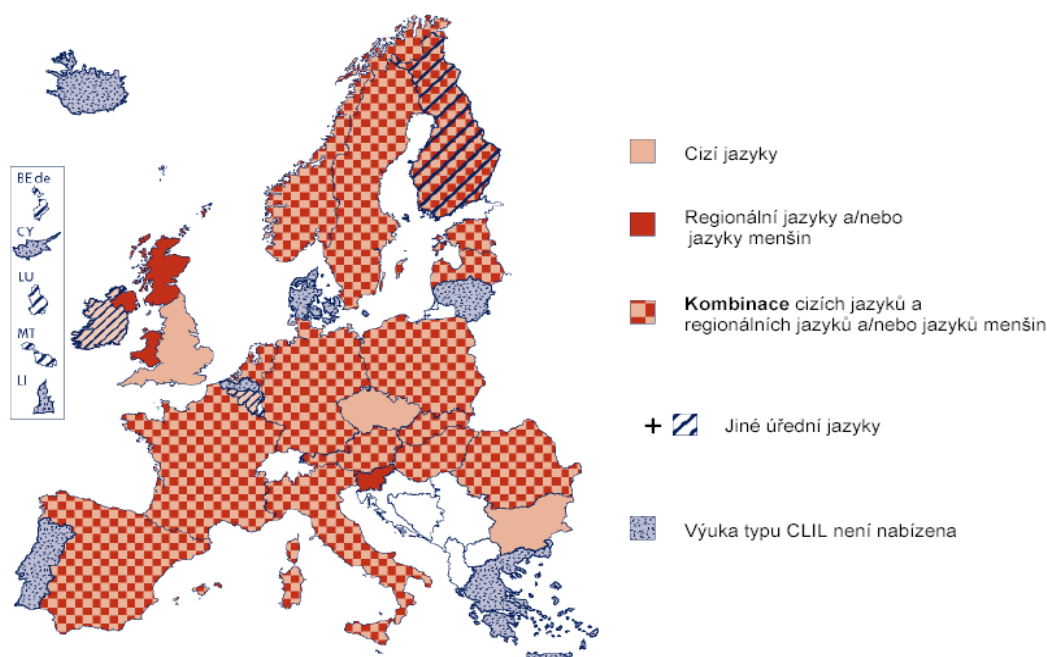 BE de
CY
LU
MT
LI
Cizí jazyky
Regionální jazyky a/nebo
jazyky menšin
Kombinace cizích jazyků a
regionálních jazyků a/nebo jazyků menšin
+ Jiné úřední jazyky
Výuka typu CLIL není nabízena